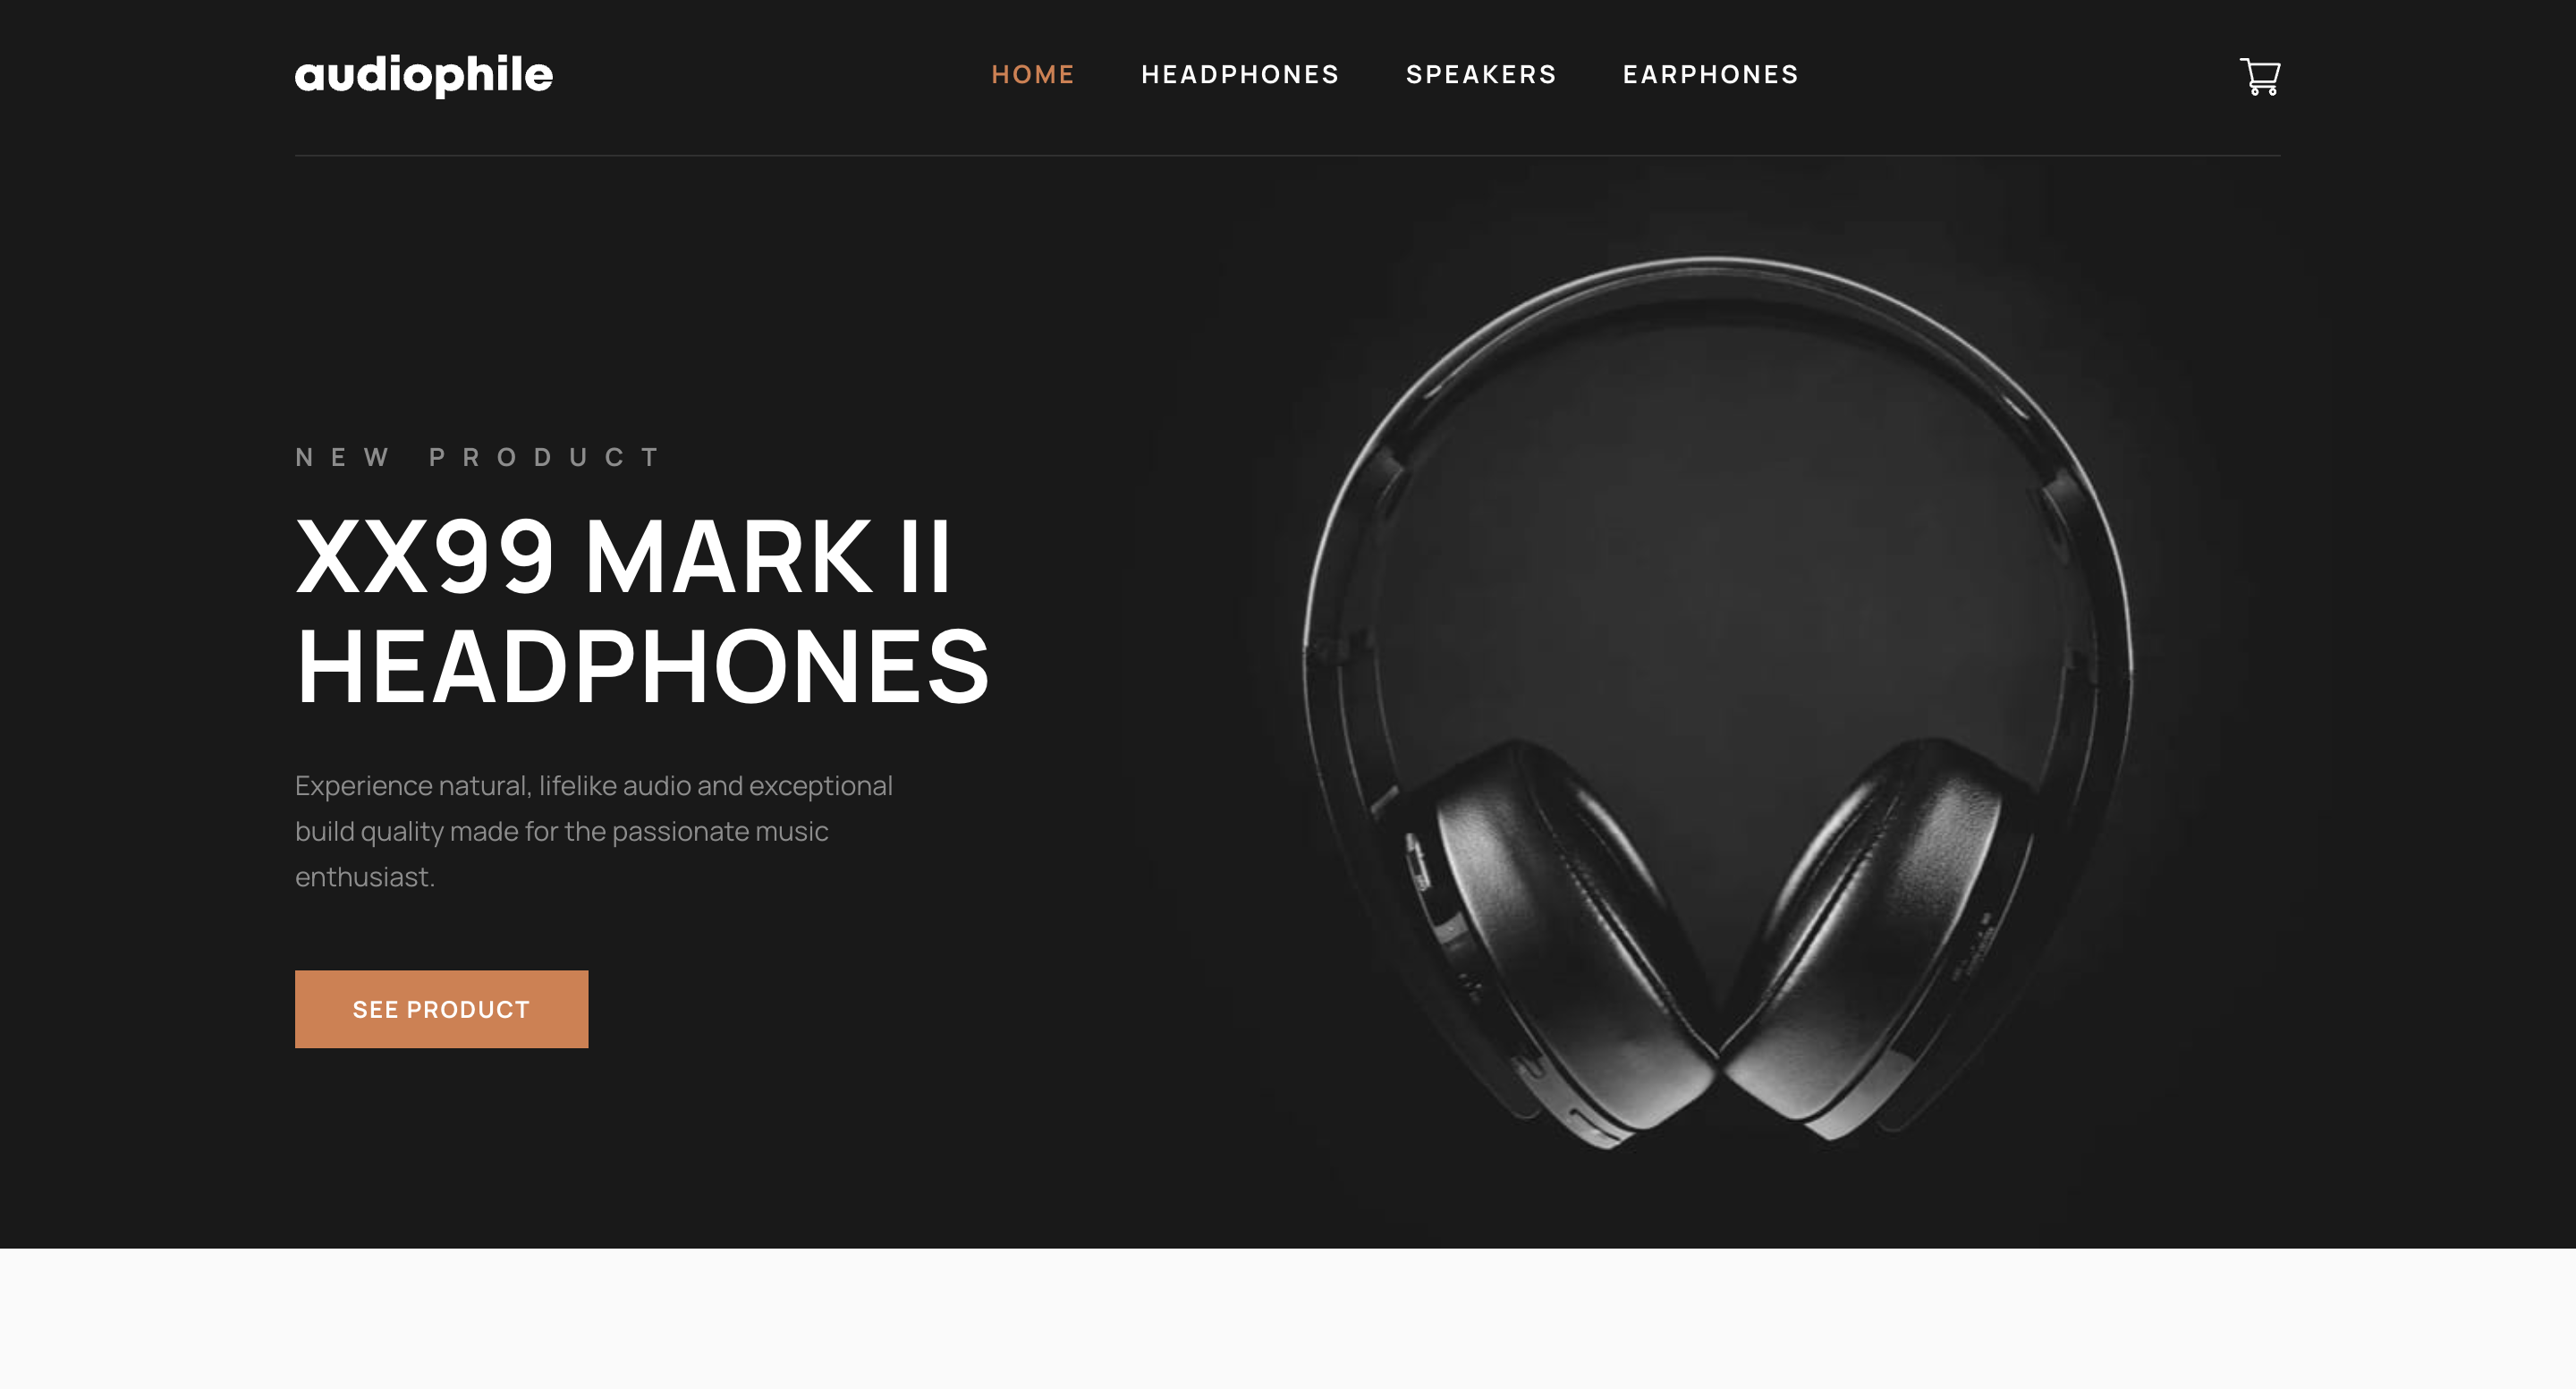 audiophile
HOME HEADPHONES SPEAKERS EARPHONES
NEW PRODUCT
XX99 MARK II
HEADPHONES
Experience natural, lifelike audio and exceptional
build quality made for the passionate music
enthusiast.
SEE PRODUCT